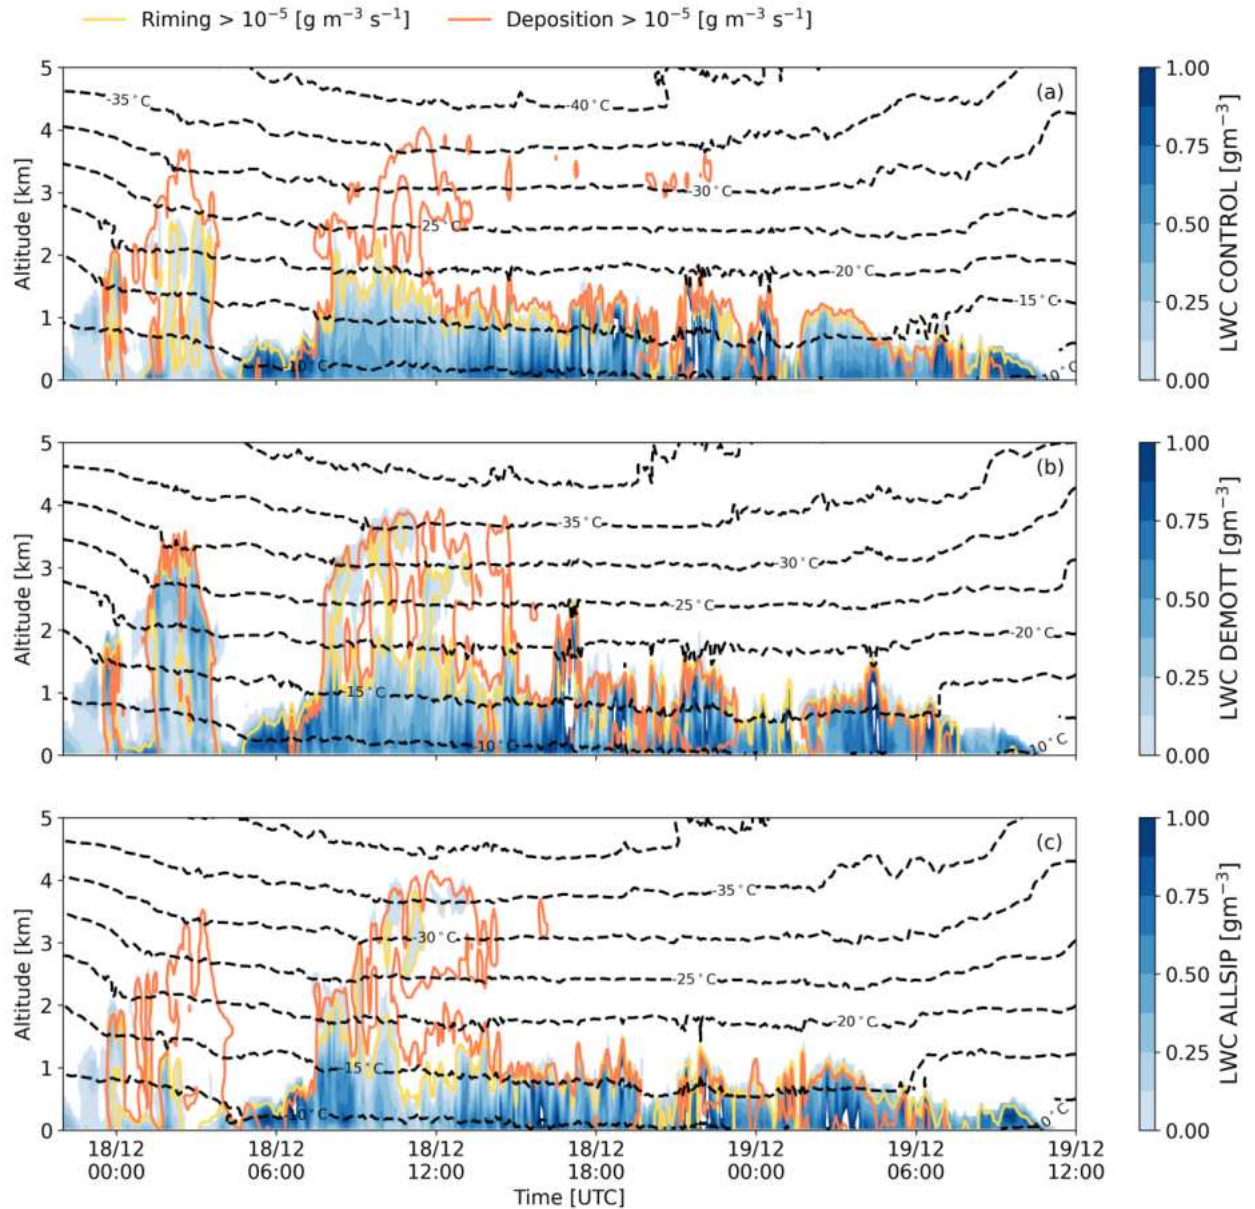 Riming > 10⁻⁵ [g m⁻³ s⁻¹] Deposition > 10⁻⁵ [g m⁻³ s⁻¹]
5
4
3
2
1
0
Altitude [km]
(a)
-35°C
-40°C
-30°C
-25°C
-20°C
-15°C
-10°C
10°C
1.00
0.75
0.50
0.25
0.00
LWC CONTROL [gm⁻³]
5
4
3
2
1
0
Altitude [km]
(b)
-35°C
-30°C
-25°C
-20°C
-15°C
-10°C
10°C
1.00
0.75
0.50
0.25
0.00
LWC DEMOTT [gm⁻³]
5
4
3
2
1
0
Altitude [km]
(c)
-35°C
-30°C
-25°C
-20°C
-15°C
-10°C
0°C
1.00
0.75
0.50
0.25
0.00
LWC ALLSIP [gm⁻³]
18/12 18/12 18/12 18/12 19/12 19/12 19/12
00:00 06:00 12:00 18:00 00:00 06:00 12:00
Time [UTC]